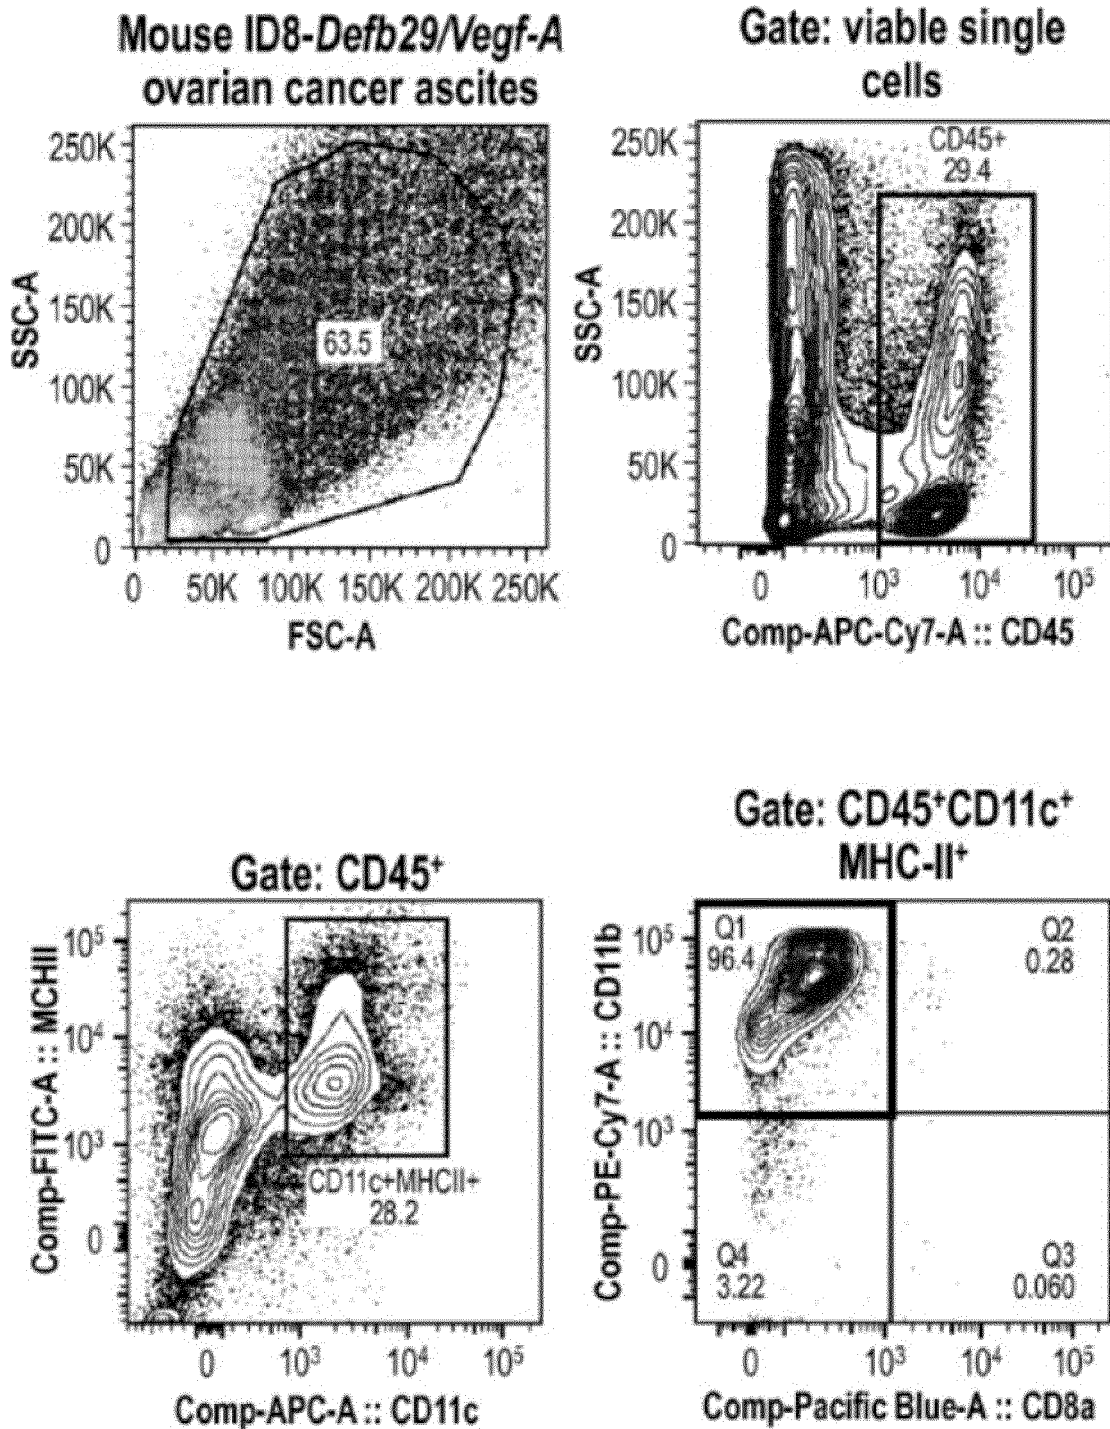 Mouse ID8-Defb29/Vegf-A
ovarian cancer ascites
250K
200K
150K
100K
50K
0
SSC-A
63.5
0 50K 100K 150K 200K 250K
FSC-A
Gate: viable single
cells
250K
200K
150K
100K
50K
0
SSC-A
CD45+
29.4
0 10³ 10⁴ 10⁵
Comp-APC-Cy7-A :: CD45
Gate: CD45⁺
10⁵
10⁴
10³
0
Comp-FITC-A :: MCHII
CD11c+MHCII+
28.2
0 10³ 10⁴ 10⁵
Comp-APC-A :: CD11c
Gate: CD45⁺CD11c⁺
MHC-II⁺
10⁵
10⁴
10³
0
Comp-PE-Cy7-A :: CD11b
Q1
96.4
Q2
0.28
Q4
3.22
Q3
0.060
0 10³ 10⁴ 10⁵
Comp-Pacific Blue-A :: CD8a